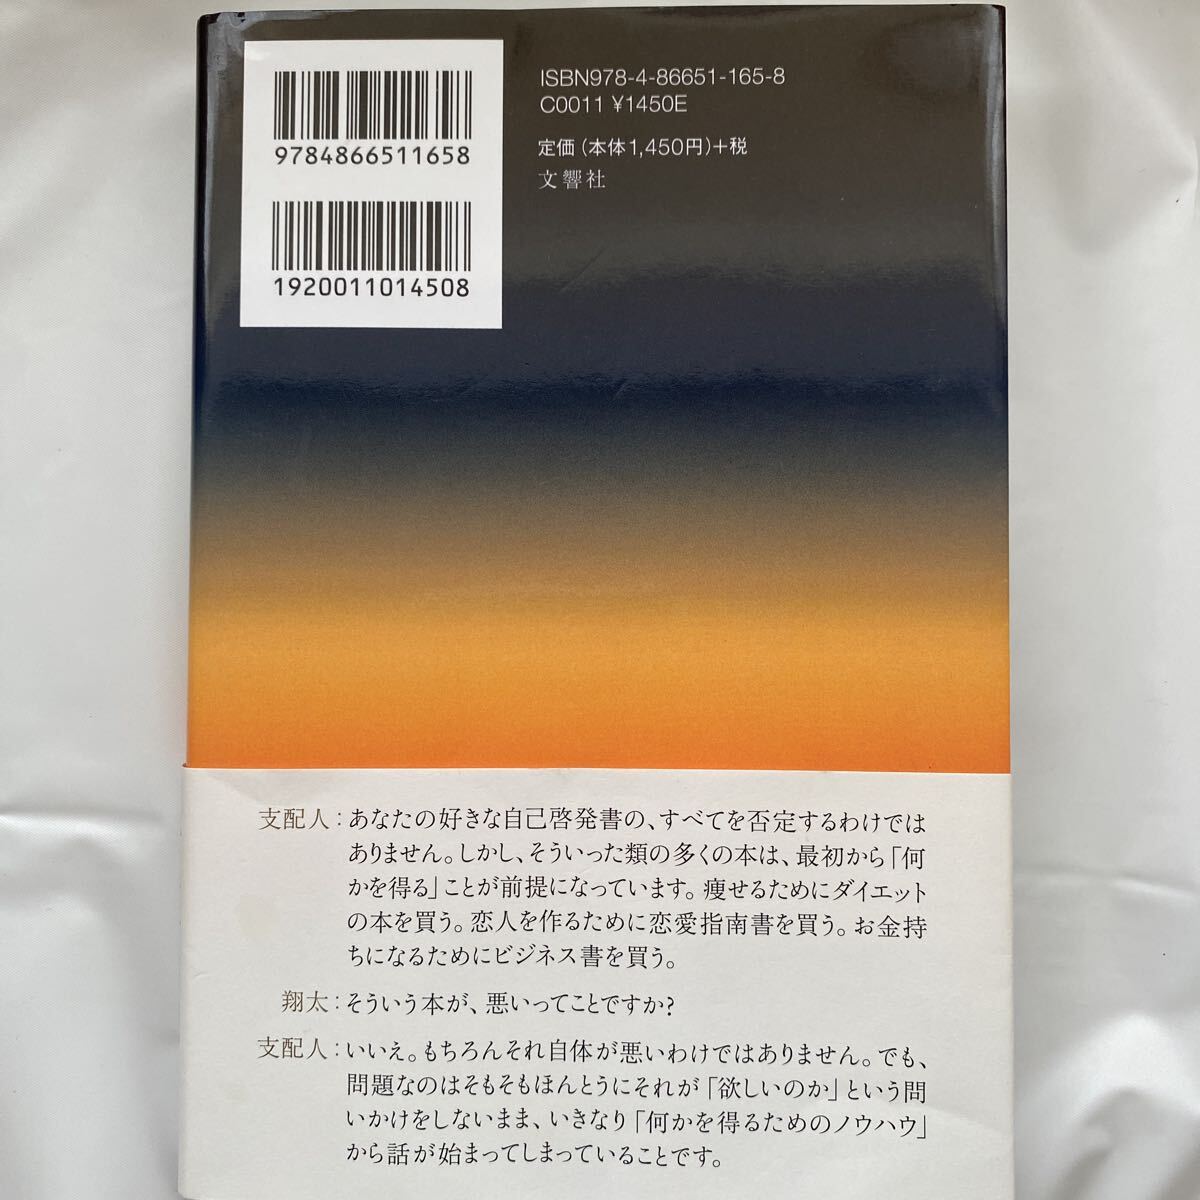 ISBN978-4-86651-165-8
C0011 ¥1450E
9784866511658
定価(本体1,450円)+税
文響社
1920011014508
支配人：あなたの好きな自己啓発書の、すべてを否定するわけでは
ありません。しかし、そういった類の多くの本は、最初から「何
かを得る」ことが前提になっています。痩せるためにダイエット
の本を買う。恋人を作るために恋愛指南書を買う。お金持
ちになるためにビジネス書を買う。
翔太：そういう本が、悪いってことですか？
支配人：いいえ。もちろんそれ自体が悪いわけではありません。でも、
問題なのはそもそもほんとうにそれが「欲しいのか」という問
いかけをしないまま、いきなり「何かを得るためのノウハウ」
から話が始まってしまっていることです。